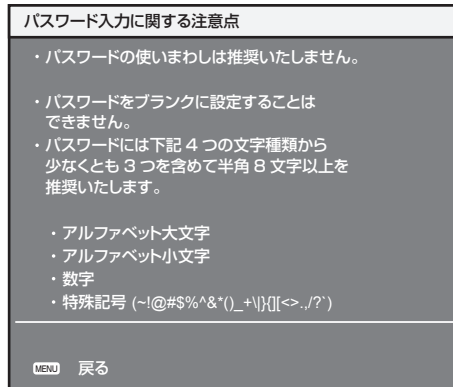 パスワード入力に関する注意点
・パスワードの使いまわしは推奨いたしません。
・パスワードをブランクに設定することは
できません。
・パスワードには下記 4 つの文字種類から
少なくとも 3 つを含めて半角 8 文字以上を
推奨いたします。
・アルファベット大文字
・アルファベット小文字
・数字
・特殊記号 (~!@#$%^&*()_+\|}{][<>.,/?`)
MENU 戻る